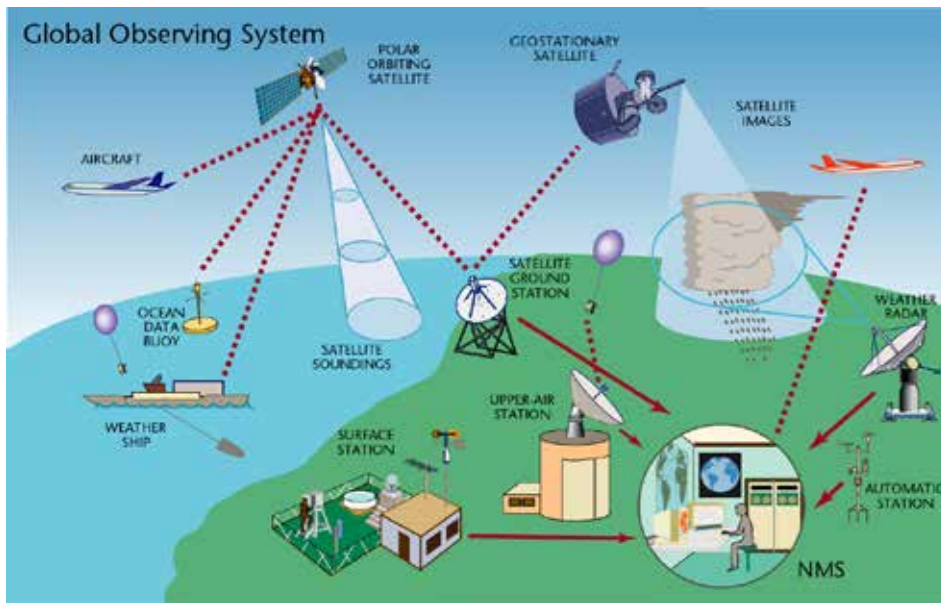 Global Observing System
POLAR
ORBITING
SATELLITE
GEOSTATIONARY
SATELLITE
SATELLITE
IMAGES
AIRCRAFT
OCEAN
DATA
BUOY
SATELLITE
SOUNDINGS
SATELLITE
GROUND
STATION
WEATHER
RADAR
WEATHER
SHIP
UPPER-AIR
STATION
SURFACE
STATION
AUTOMATIC
STATION
NMS